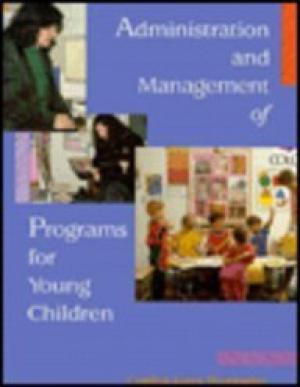 Administration
and
Management
of
Programs
for
Young
Children